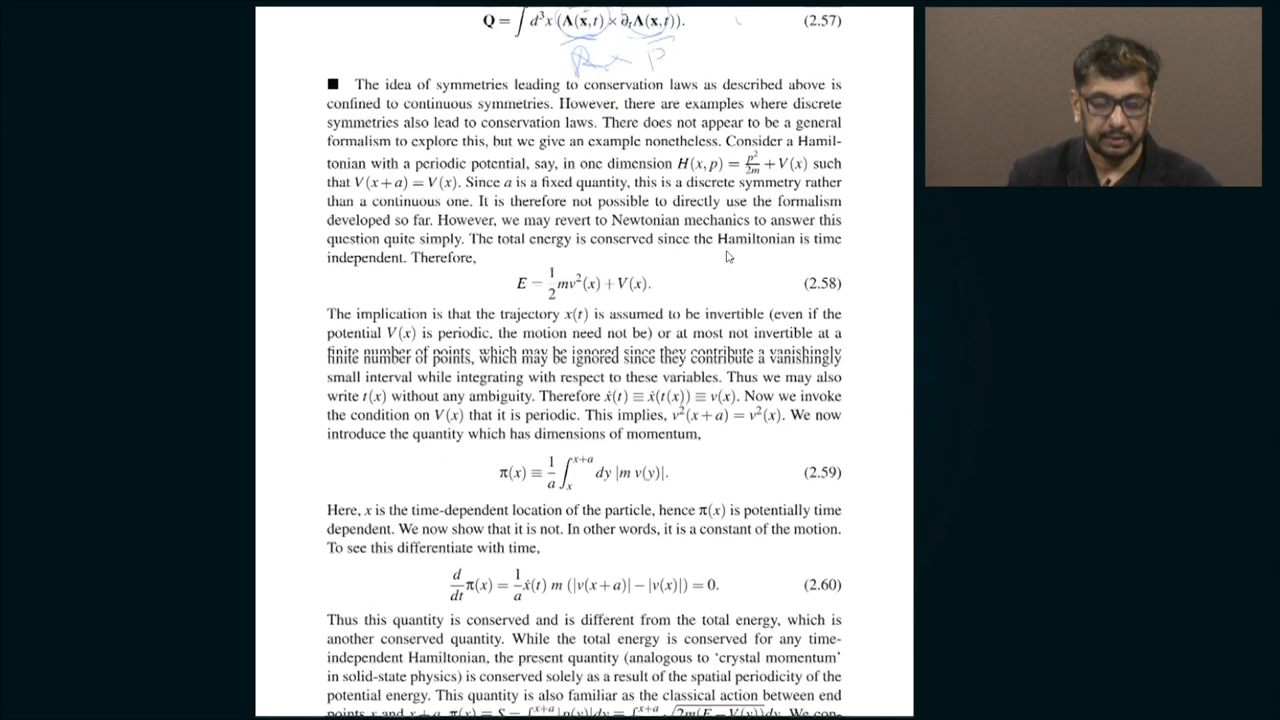 Q = ∫ d³x (Λ(x,t) × ∂ₜΛ(x,t)). (2.57)
× P
■ The idea of symmetries leading to conservation laws as described above is
confined to continuous symmetries. However, there are examples where discrete
symmetries also lead to conservation laws. There does not appear to be a general
formalism to explore this, but we give an example nonetheless. Consider a Hamil-
tonian with a periodic potential, say, in one dimension H(x, p) = p²/2m + V(x) such
that V(x+a) = V(x). Since a is a fixed quantity, this is a discrete symmetry rather
than a continuous one. It is therefore not possible to directly use the formalism
developed so far. However, we may revert to Newtonian mechanics to answer this
question quite simply. The total energy is conserved since the Hamiltonian is time
independent. Therefore,
E = 1/2 mv²(x) + V(x). (2.58)
The implication is that the trajectory x(t) is assumed to be invertible (even if the
potential V(x) is periodic, the motion need not be) or at most not invertible at a
finite number of points, which may be ignored since they contribute a vanishingly
small interval while integrating with respect to these variables. Thus we may also
write t(x) without any ambiguity. Therefore ẋ(t) ≡ ẋ(t(x)) ≡ v(x). Now we invoke
the condition on V(x) that it is periodic. This implies, v²(x+a) = v²(x). We now
introduce the quantity which has dimensions of momentum,
π(x) ≡ 1/a ∫ₓˣ⁺ᵃ dy |m v(y)|. (2.59)
Here, x is the time-dependent location of the particle, hence π(x) is potentially time
dependent. We now show that it is not. In other words, it is a constant of the motion.
To see this differentiate with time,
d/dt π(x) = 1/a ẋ(t) m (|v(x+a)| − |v(x)|) = 0. (2.60)
Thus this quantity is conserved and is different from the total energy, which is
another conserved quantity. While the total energy is conserved for any time-
independent Hamiltonian, the present quantity (analogous to 'crystal momentum'
in solid-state physics) is conserved solely as a result of the spatial periodicity of the
potential energy. This quantity is also familiar as the classical action between end
points x and x+a, π(x) = S = ∫ₓˣ⁺ᵃ |p(y)|dy = ∫ₓˣ⁺ᵃ √2m(E − V(y))dy. We con-